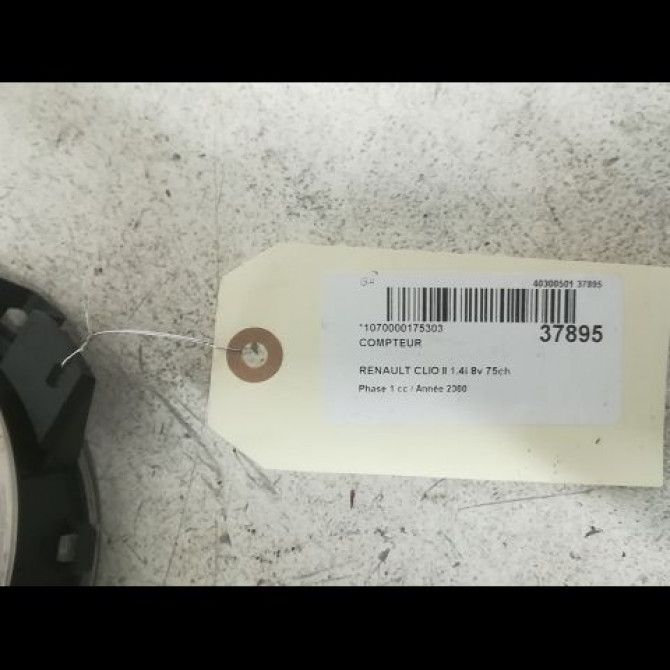 40300501 37895
*1070000175303
37895
COMPTEUR
RENAULT CLIO II 1.4i 8v 75ch
Phase 1 cc / Année 2000